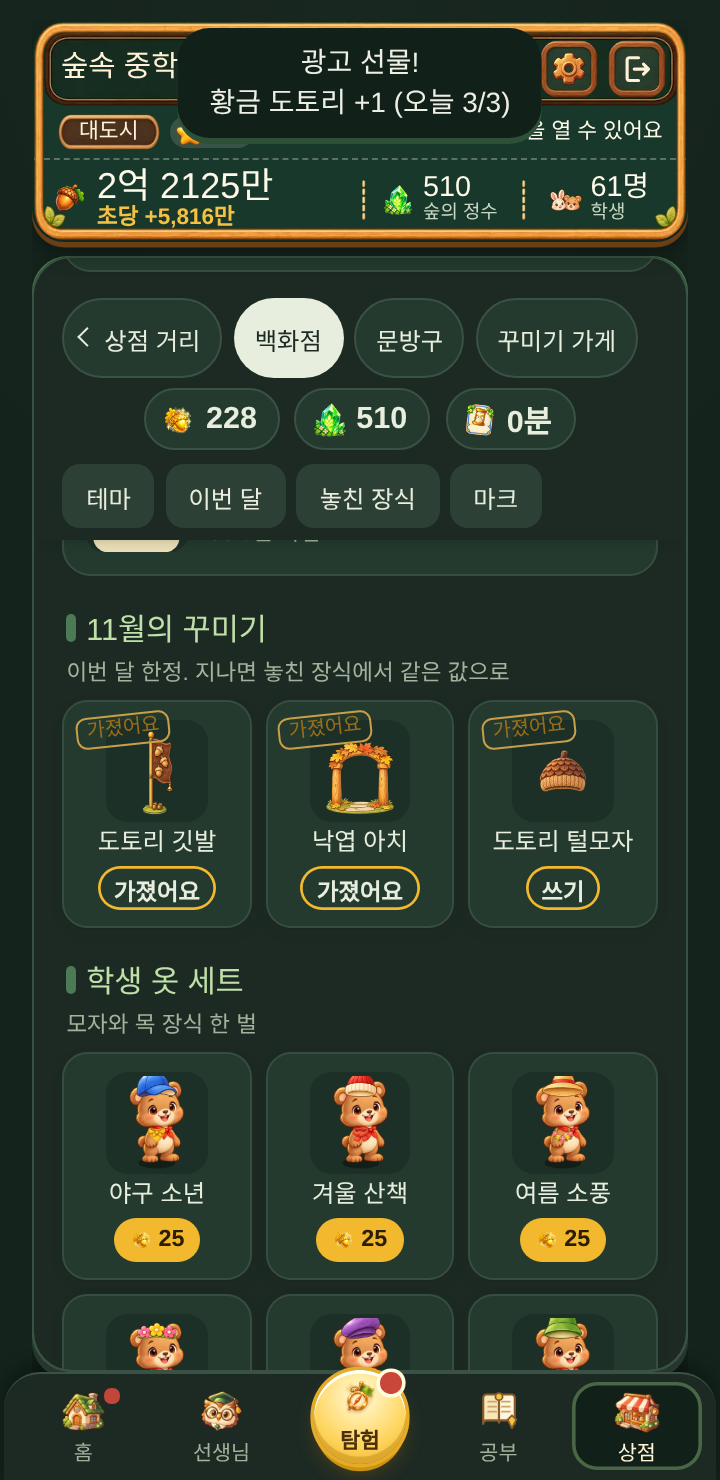 숲속 중학
광고 선물!
황금 도토리 +1 (오늘 3/3)
대도시
을 열 수 있어요
2억 2125만
초당 +5,816만
510
숲의 정수
61명
학생
상점 거리
백화점
문방구
꾸미기 가게
228
510
0분
테마
이번 달
놓친 장식
마크
11월의 꾸미기
이번 달 한정. 지나면 놓친 장식에서 같은 값으로
가졌어요
가졌어요
가졌어요
도토리 깃발
낙엽 아치
도토리 털모자
가졌어요
가졌어요
쓰기
학생 옷 세트
모자와 목 장식 한 벌
야구 소년
겨울 산책
여름 소풍
25
25
25
홈
선생님
탐험
공부
상점